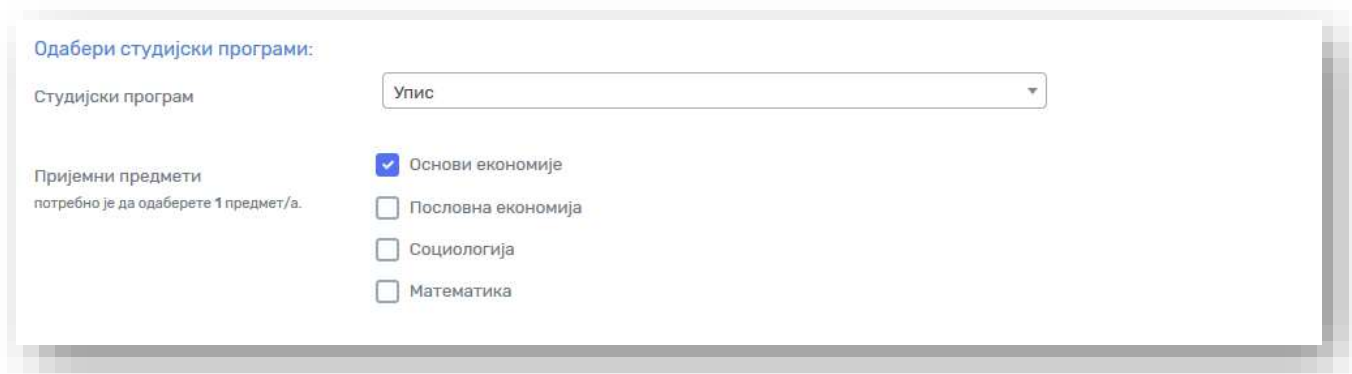 Одабери студијски програми:
Студијски програм
Упис
Пријемни предмети
потребно је да одаберете 1 предмет/а.
Основи економије
Пословна економија
Социологија
Математика